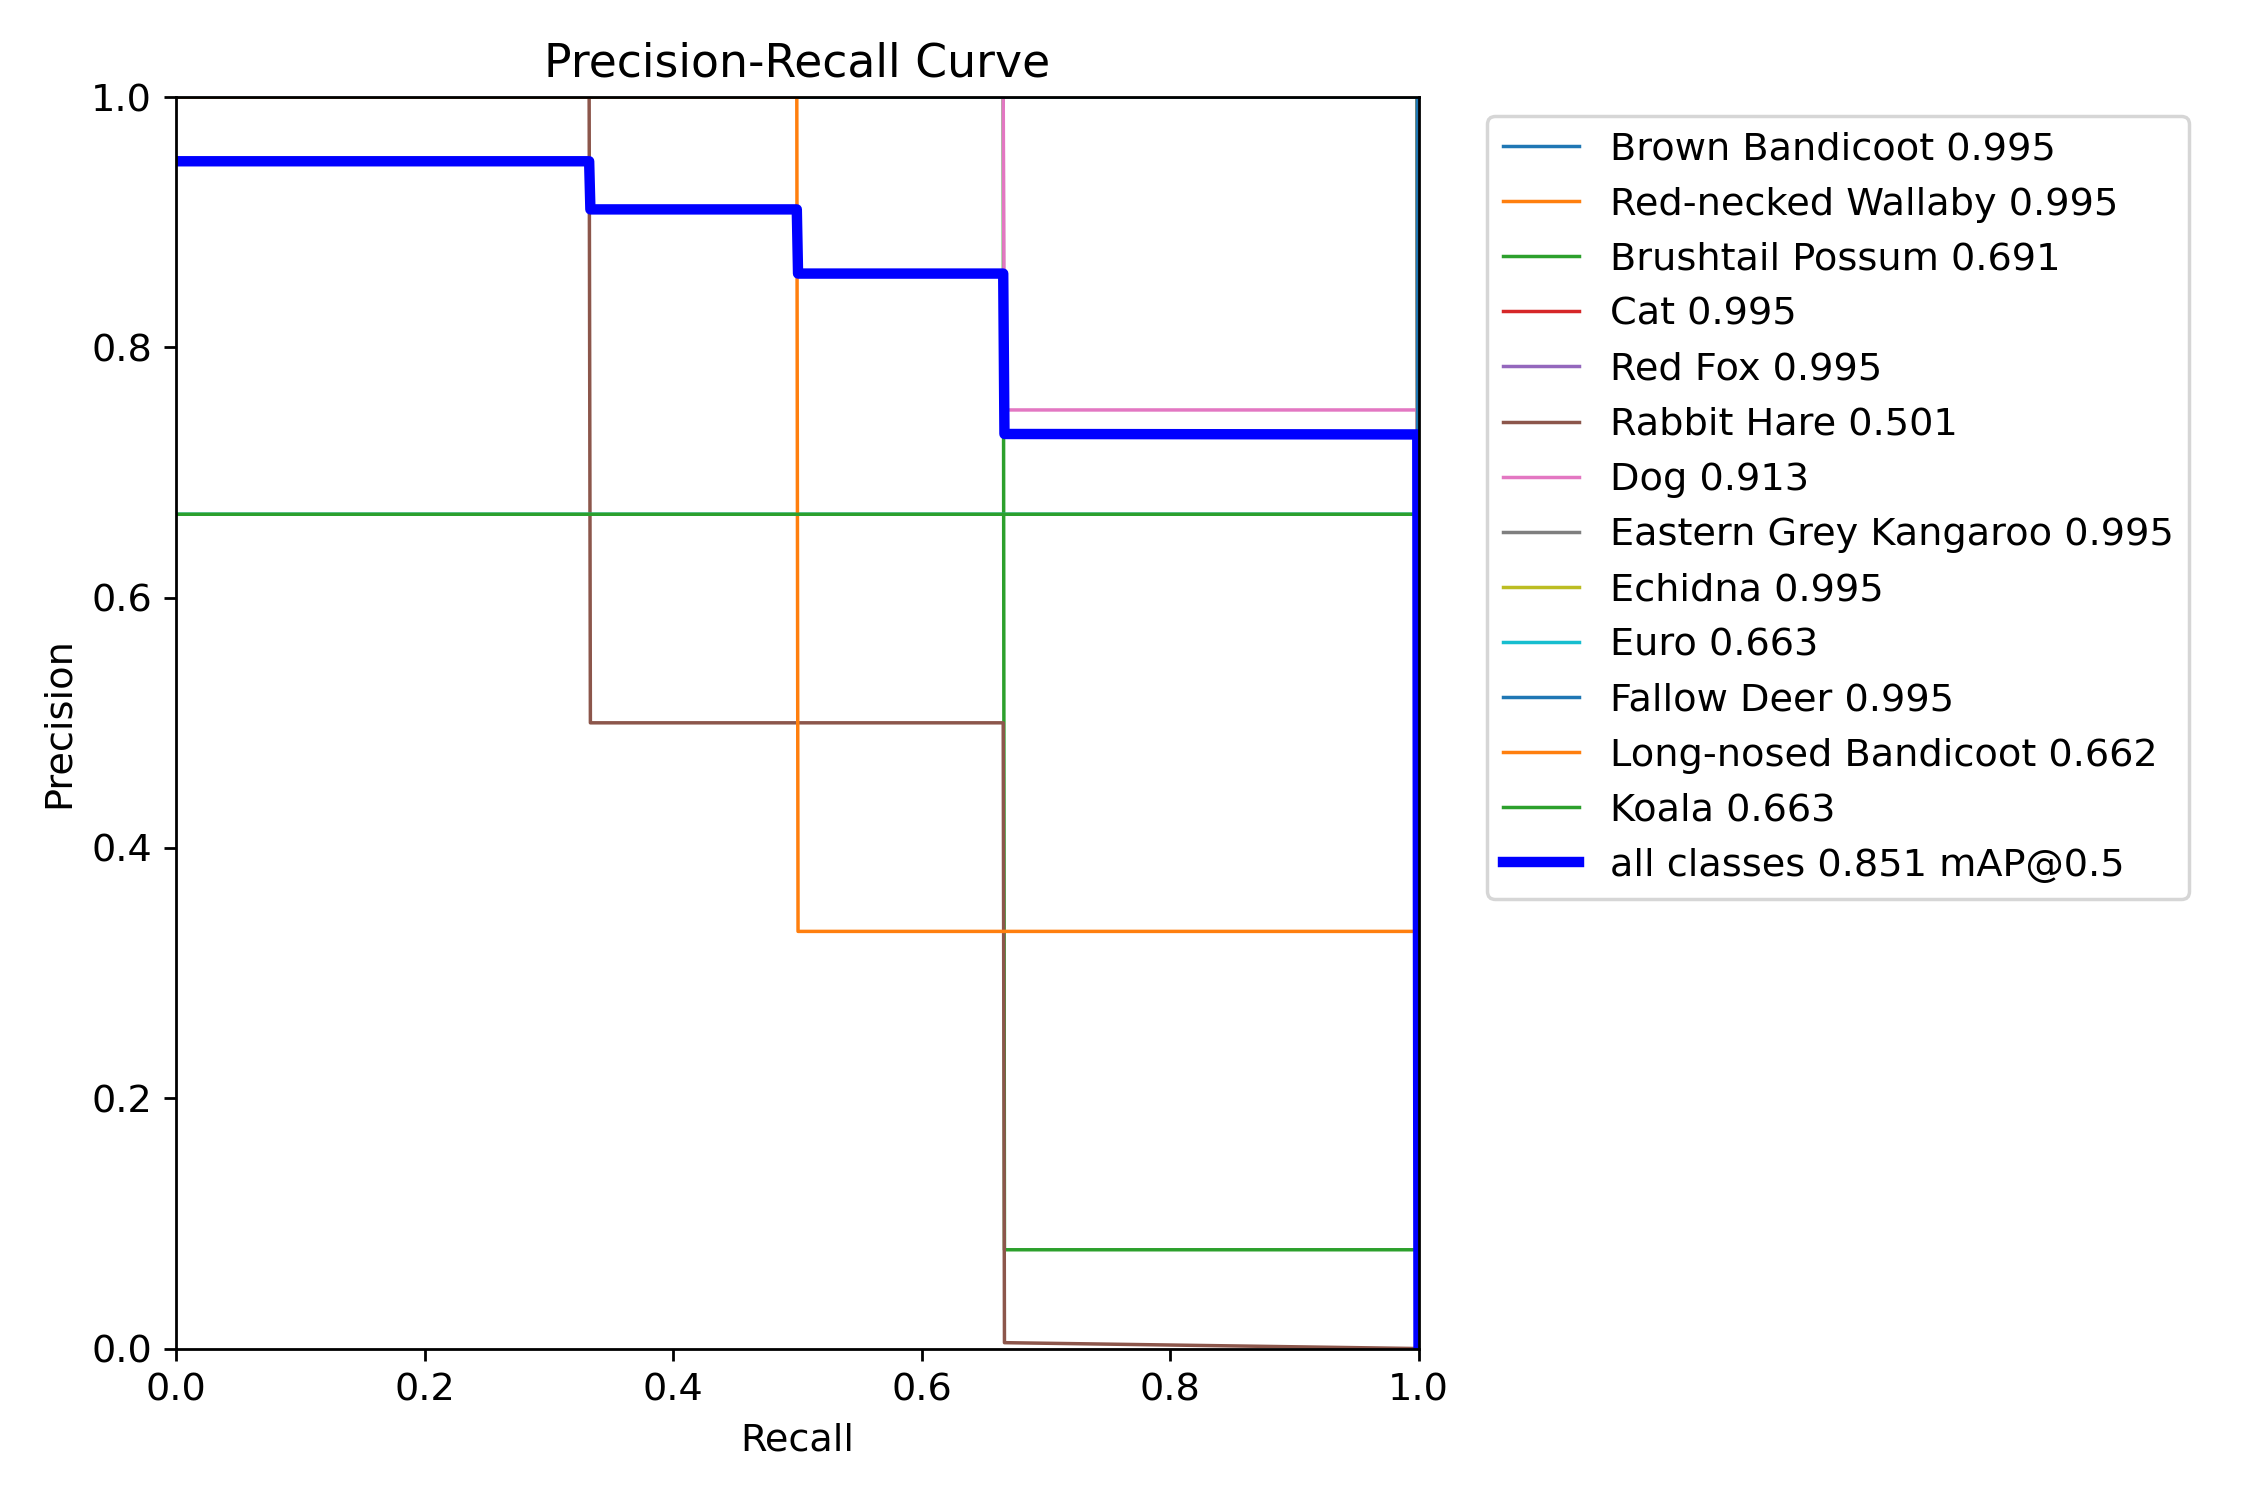 Precision-Recall Curve
1.0
0.8
0.6
0.4
0.2
0.0
Precision
0.0 0.2 0.4 0.6 0.8 1.0
Recall
Brown Bandicoot 0.995
Red-necked Wallaby 0.995
Brushtail Possum 0.691
Cat 0.995
Red Fox 0.995
Rabbit Hare 0.501
Dog 0.913
Eastern Grey Kangaroo 0.995
Echidna 0.995
Euro 0.663
Fallow Deer 0.995
Long-nosed Bandicoot 0.662
Koala 0.663
all classes 0.851 mAP@0.5